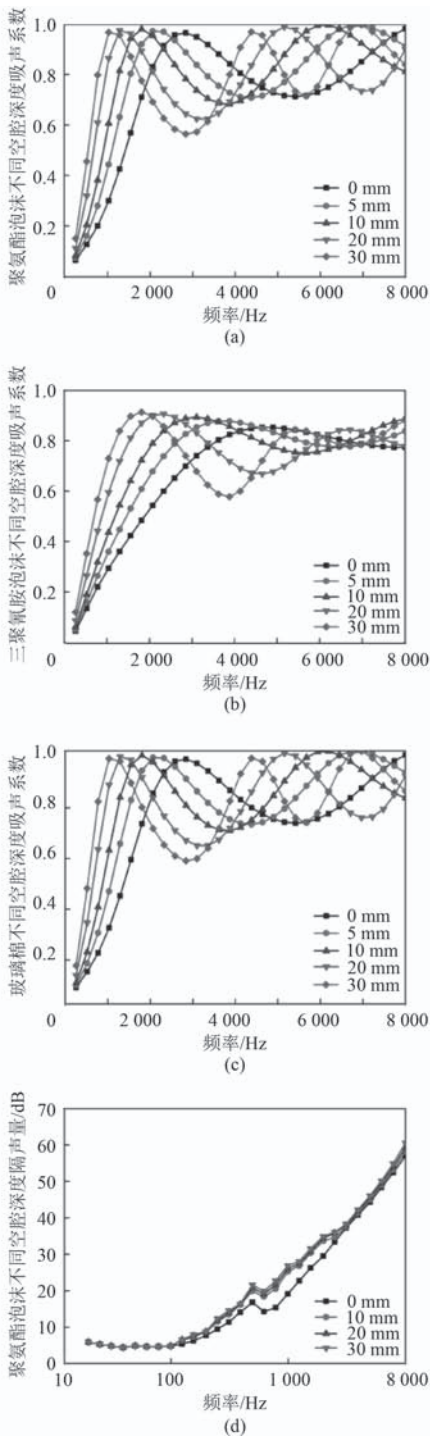 聚氨酯泡沫不同空腔深度吸声系数
1.0
0.8
0.6
0.4
0.2
0
2 000
4 000
6 000
8 000
0 mm
5 mm
10 mm
20 mm
30 mm
频率/Hz
(a)
三聚氰胺泡沫不同空腔深度吸声系数
1.0
0.8
0.6
0.4
0.2
0
2 000
4 000
6 000
8 000
0 mm
5 mm
10 mm
20 mm
30 mm
频率/Hz
(b)
玻璃棉不同空腔深度吸声系数
1.0
0.8
0.6
0.4
0.2
0
2 000
4 000
6 000
8 000
0 mm
5 mm
10 mm
20 mm
30 mm
频率/Hz
(c)
聚氨酯泡沫不同空腔深度隔声量/dB
70
60
50
40
30
20
10
0
10
100
1 000
8 000
0 mm
10 mm
20 mm
30 mm
频率/Hz
(d)